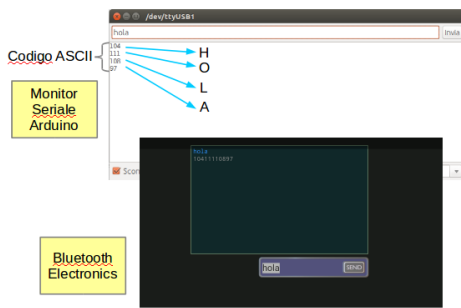 /dev/ttyUSB1
hola
Invia
104
111
108
97
Codigo ASCII
H
O
L
A
Monitor
Seriale
Arduino
Scor
hola
10411110897
hola
SEND
Bluetooth
Electronics